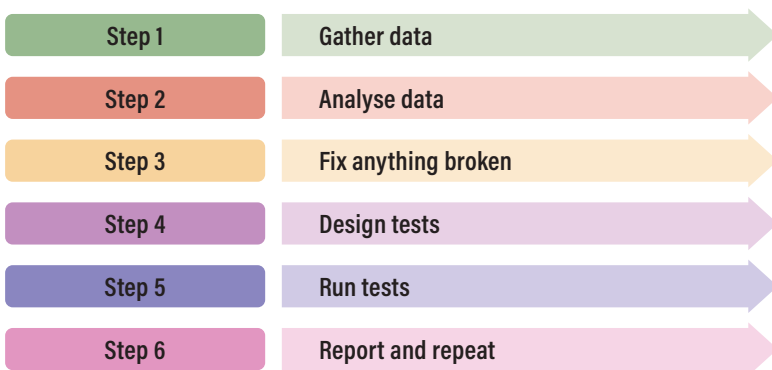 Step 1 Gather data
Step 2 Analyse data
Step 3 Fix anything broken
Step 4 Design tests
Step 5 Run tests
Step 6 Report and repeat